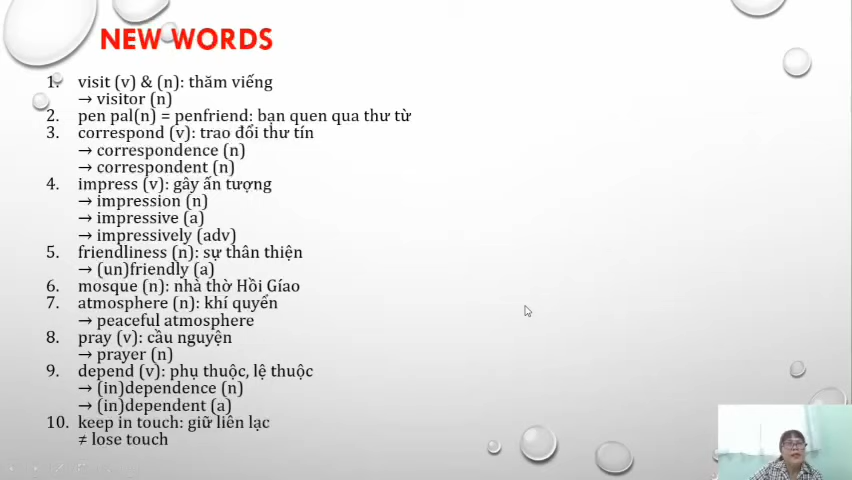 NEW WORDS
1. visit (v) & (n): thăm viếng
→ visitor (n)
2. pen pal(n) = penfriend: bạn quen qua thư từ
3. correspond (v): trao đổi thư tín
→ correspondence (n)
→ correspondent (n)
4. impress (v): gây ấn tượng
→ impression (n)
→ impressive (a)
→ impressively (adv)
5. friendliness (n): sự thân thiện
→ (un)friendly (a)
6. mosque (n): nhà thờ Hồi Gíao
7. atmosphere (n): khí quyển
→ peaceful atmosphere
8. pray (v): cầu nguyện
→ prayer (n)
9. depend (v): phụ thuộc, lệ thuộc
→ (in)dependence (n)
→ (in)dependent (a)
10. keep in touch: giữ liên lạc
≠ lose touch